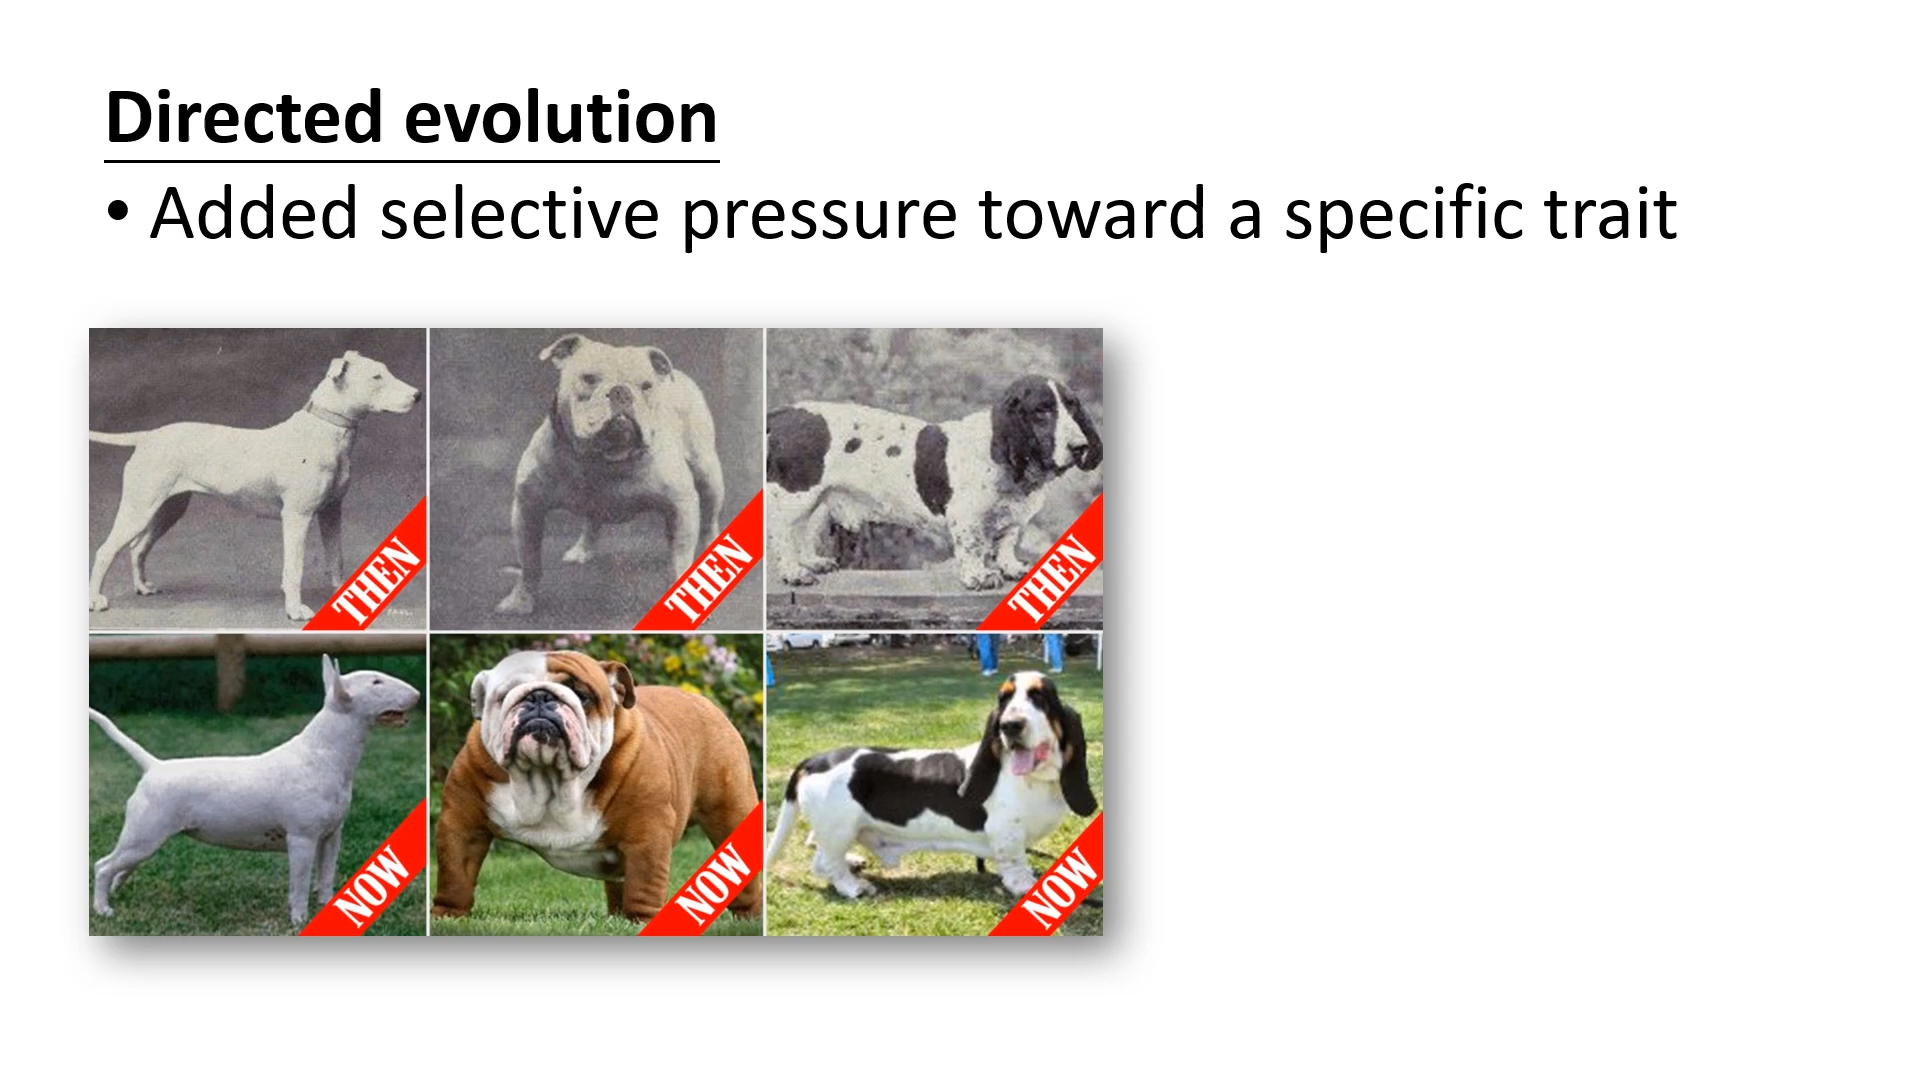 Directed evolution
• Added selective pressure toward a specific trait
THEN
THEN
THEN
NOW
NOW
NOW